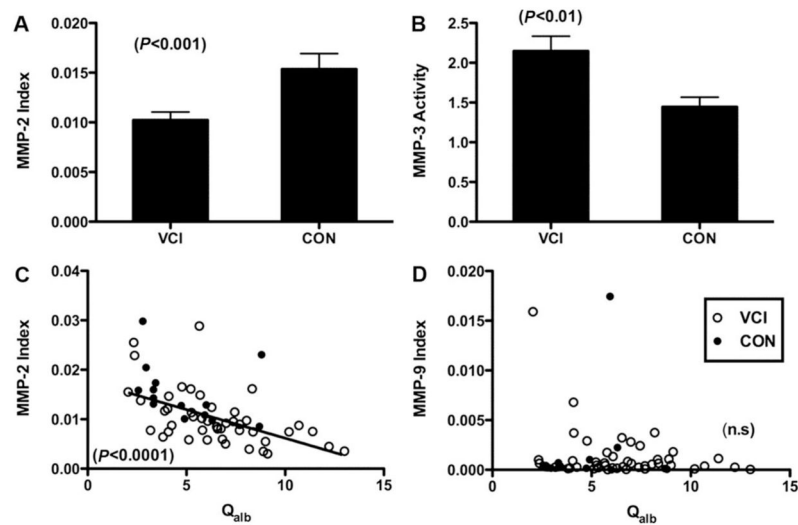 A
MMP-2 Index
0.020
0.015
0.010
0.005
0.000
(P<0.001)
VCI
CON
B
MMP-3 Activity
2.5
2.0
1.5
1.0
0.5
0.0
(P<0.01)
VCI
CON
C
MMP-2 Index
0.04
0.03
0.02
0.01
0.00
(P<0.0001)
0
5
10
15
Qalb
D
MMP-9 Index
0.020
0.015
0.010
0.005
0.000
VCI
CON
(n.s)
0
5
10
15
Qalb